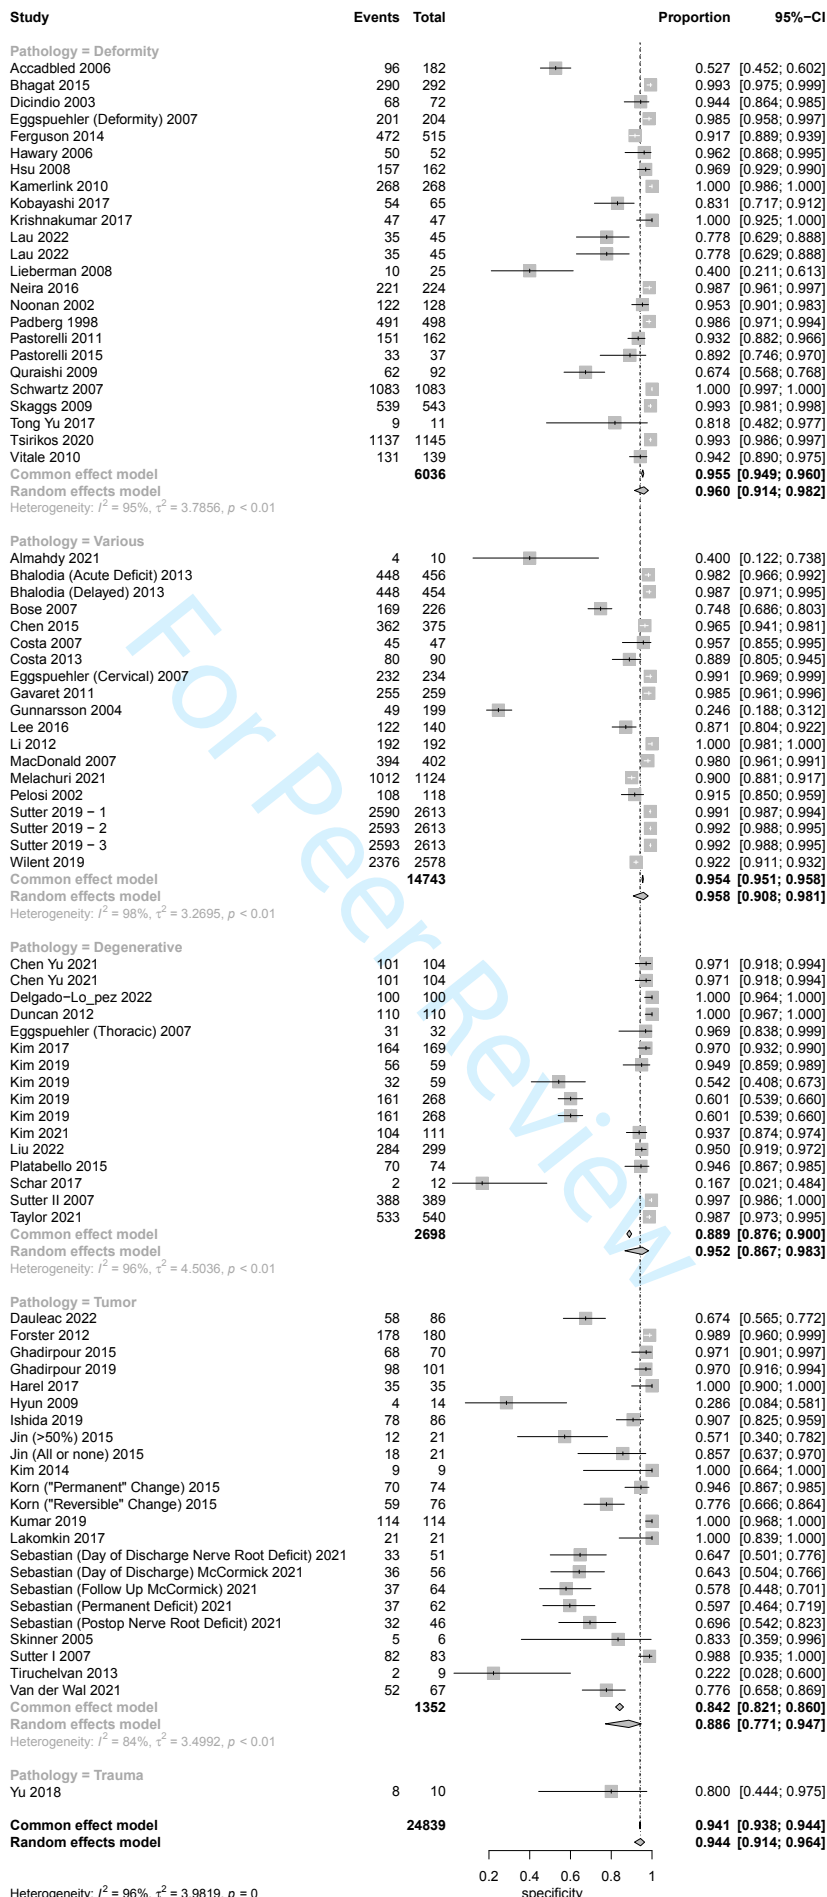 Study Events Total Proportion 95%−CI
Pathology = Deformity
Accadbled 2006 96 182 0.527 [0.452; 0.602]
Bhagat 2015 290 292 0.993 [0.975; 0.999]
Dicindio 2003 68 72 0.944 [0.864; 0.985]
Eggspuehler (Deformity) 2007 201 204 0.985 [0.958; 0.997]
Ferguson 2014 472 515 0.917 [0.889; 0.939]
Hawary 2006 50 52 0.962 [0.868; 0.995]
Hsu 2008 157 162 0.969 [0.929; 0.990]
Kamerlink 2010 268 268 1.000 [0.986; 1.000]
Kobayashi 2017 54 65 0.831 [0.717; 0.912]
Krishnakumar 2017 47 47 1.000 [0.925; 1.000]
Lau 2022 35 45 0.778 [0.629; 0.888]
Lau 2022 35 45 0.778 [0.629; 0.888]
Lieberman 2008 10 25 0.400 [0.211; 0.613]
Neira 2016 221 224 0.987 [0.961; 0.997]
Noonan 2002 122 128 0.953 [0.901; 0.983]
Padberg 1998 491 498 0.986 [0.971; 0.994]
Pastorelli 2011 151 162 0.932 [0.882; 0.966]
Pastorelli 2015 33 37 0.892 [0.746; 0.970]
Quraishi 2009 62 92 0.674 [0.568; 0.768]
Schwartz 2007 1083 1083 1.000 [0.997; 1.000]
Skaggs 2009 539 543 0.993 [0.981; 0.998]
Tong Yu 2017 9 11 0.818 [0.482; 0.977]
Tsirikos 2020 1137 1145 0.993 [0.986; 0.997]
Vitale 2010 131 139 0.942 [0.890; 0.975]
Common effect model 6036 0.955 [0.949; 0.960]
Random effects model 0.960 [0.914; 0.982]
Heterogeneity: I² = 95%, τ² = 3.7856, p < 0.01
Pathology = Various
Almahdy 2021 4 10 0.400 [0.122; 0.738]
Bhalodia (Acute Deficit) 2013 448 456 0.982 [0.966; 0.992]
Bhalodia (Delayed) 2013 448 454 0.987 [0.971; 0.995]
Bose 2007 169 226 0.748 [0.686; 0.803]
Chen 2015 362 375 0.965 [0.941; 0.981]
Costa 2007 45 47 0.957 [0.855; 0.995]
Costa 2013 80 90 0.889 [0.805; 0.945]
Eggspuehler (Cervical) 2007 232 234 0.991 [0.969; 0.999]
Gavaret 2011 255 259 0.985 [0.961; 0.996]
Gunnarsson 2004 49 199 0.246 [0.188; 0.312]
Lee 2016 122 140 0.871 [0.804; 0.922]
Li 2012 192 192 1.000 [0.981; 1.000]
MacDonald 2007 394 402 0.980 [0.961; 0.991]
Melachuri 2021 1012 1124 0.900 [0.881; 0.917]
Pelosi 2002 108 118 0.915 [0.850; 0.959]
Sutter 2019 − 1 2590 2613 0.991 [0.987; 0.994]
Sutter 2019 − 2 2593 2613 0.992 [0.988; 0.995]
Sutter 2019 − 3 2593 2613 0.992 [0.988; 0.995]
Wilent 2019 2376 2578 0.922 [0.911; 0.932]
Common effect model 14743 0.954 [0.951; 0.958]
Random effects model 0.958 [0.908; 0.981]
Heterogeneity: I² = 98%, τ² = 3.2695, p < 0.01
Pathology = Degenerative
Chen Yu 2021 101 104 0.971 [0.918; 0.994]
Chen Yu 2021 101 104 0.971 [0.918; 0.994]
Delgado−Lo_pez 2022 100 100 1.000 [0.964; 1.000]
Duncan 2012 110 110 1.000 [0.967; 1.000]
Eggspuehler (Thoracic) 2007 31 32 0.969 [0.838; 0.999]
Kim 2017 164 169 0.970 [0.932; 0.990]
Kim 2019 56 59 0.949 [0.859; 0.989]
Kim 2019 32 59 0.542 [0.408; 0.673]
Kim 2019 161 268 0.601 [0.539; 0.660]
Kim 2019 161 268 0.601 [0.539; 0.660]
Kim 2021 104 111 0.937 [0.874; 0.974]
Liu 2022 284 299 0.950 [0.919; 0.972]
Platabello 2015 70 74 0.946 [0.867; 0.985]
Schar 2017 2 12 0.167 [0.021; 0.484]
Sutter II 2007 388 389 0.997 [0.986; 1.000]
Taylor 2021 533 540 0.987 [0.973; 0.995]
Common effect model 2698 0.889 [0.876; 0.900]
Random effects model 0.952 [0.867; 0.983]
Heterogeneity: I² = 96%, τ² = 4.5036, p < 0.01
Pathology = Tumor
Dauleac 2022 58 86 0.674 [0.565; 0.772]
Forster 2012 178 180 0.989 [0.960; 0.999]
Ghadirpour 2015 68 70 0.971 [0.901; 0.997]
Ghadirpour 2019 98 101 0.970 [0.916; 0.994]
Harel 2017 35 35 1.000 [0.900; 1.000]
Hyun 2009 4 14 0.286 [0.084; 0.581]
Ishida 2019 78 86 0.907 [0.825; 0.959]
Jin (>50%) 2015 12 21 0.571 [0.340; 0.782]
Jin (All or none) 2015 18 21 0.857 [0.637; 0.970]
Kim 2014 9 9 1.000 [0.664; 1.000]
Korn ("Permanent" Change) 2015 70 74 0.946 [0.867; 0.985]
Korn ("Reversible" Change) 2015 59 76 0.776 [0.666; 0.864]
Kumar 2019 114 114 1.000 [0.968; 1.000]
Lakomkin 2017 21 21 1.000 [0.839; 1.000]
Sebastian (Day of Discharge Nerve Root Deficit) 2021 33 51 0.647 [0.501; 0.776]
Sebastian (Day of Discharge) McCormick 2021 36 56 0.643 [0.504; 0.766]
Sebastian (Follow Up McCormick) 2021 37 64 0.578 [0.448; 0.701]
Sebastian (Permanent Deficit) 2021 37 62 0.597 [0.464; 0.719]
Sebastian (Postop Nerve Root Deficit) 2021 32 46 0.696 [0.542; 0.823]
Skinner 2005 5 6 0.833 [0.359; 0.996]
Sutter I 2007 82 83 0.988 [0.935; 1.000]
Tiruchelvan 2013 2 9 0.222 [0.028; 0.600]
Van der Wal 2021 52 67 0.776 [0.658; 0.869]
Common effect model 1352 0.842 [0.821; 0.860]
Random effects model 0.886 [0.771; 0.947]
Heterogeneity: I² = 84%, τ² = 3.4992, p < 0.01
Pathology = Trauma
Yu 2018 8 10 0.800 [0.444; 0.975]
Common effect model 24839 0.941 [0.938; 0.944]
Random effects model 0.944 [0.914; 0.964]
0.2 0.4 0.6 0.8 1
specificity
Heterogeneity: I² = 96%, τ² = 3.9819, p = 0
For Peer Review